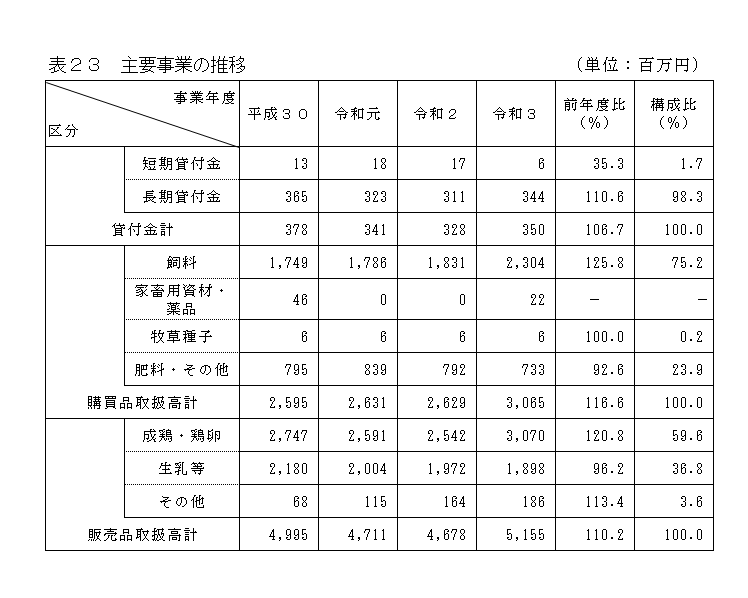 表２３　主要事業の推移　（単位：百万円）
事業年度
区分
平成３０　令和元　令和２　令和３　前年度比（％）　構成比（％）
短期貸付金　13　18　17　6　35.3　1.7
長期貸付金　365　323　311　344　110.6　98.3
貸付金計　378　341　328　350　106.7　100.0
飼料　1,749　1,786　1,831　2,304　125.8　75.2
家畜用資材・
薬品　46　0　0　22　－　－
牧草種子　6　6　6　6　100.0　0.2
肥料・その他　795　839　792　733　92.6　23.9
購買品取扱高計　2,595　2,631　2,629　3,065　116.6　100.0
成鶏・鶏卵　2,747　2,591　2,542　3,070　120.8　59.6
生乳等　2,180　2,004　1,972　1,898　96.2　36.8
その他　68　115　164　186　113.4　3.6
販売品取扱高計　4,995　4,711　4,678　5,155　110.2　100.0